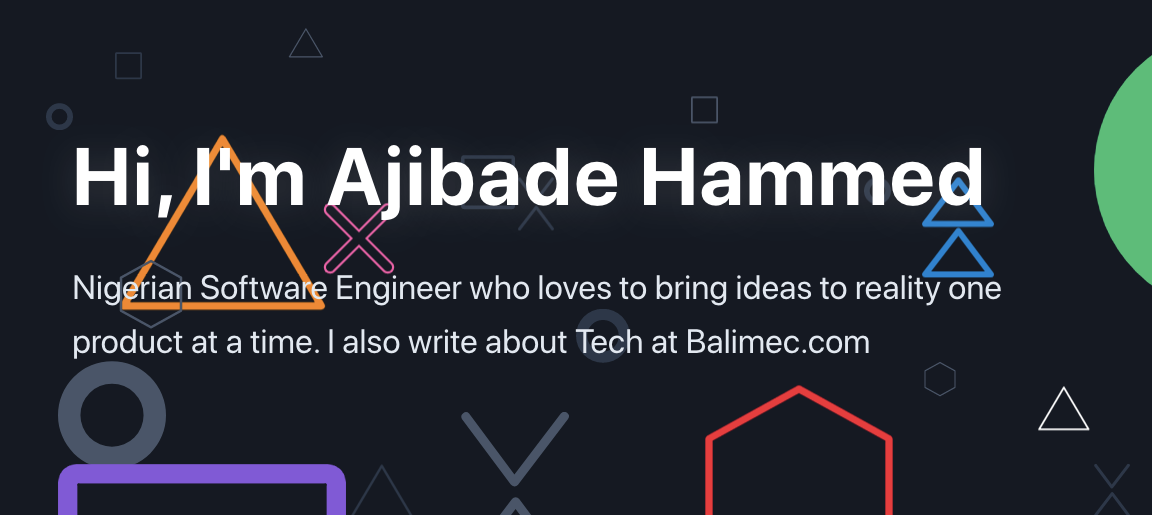 Hi, I'm Ajibade Hammed
Nigerian Software Engineer who loves to bring ideas to reality one
product at a time. I also write about Tech at Balimec.com